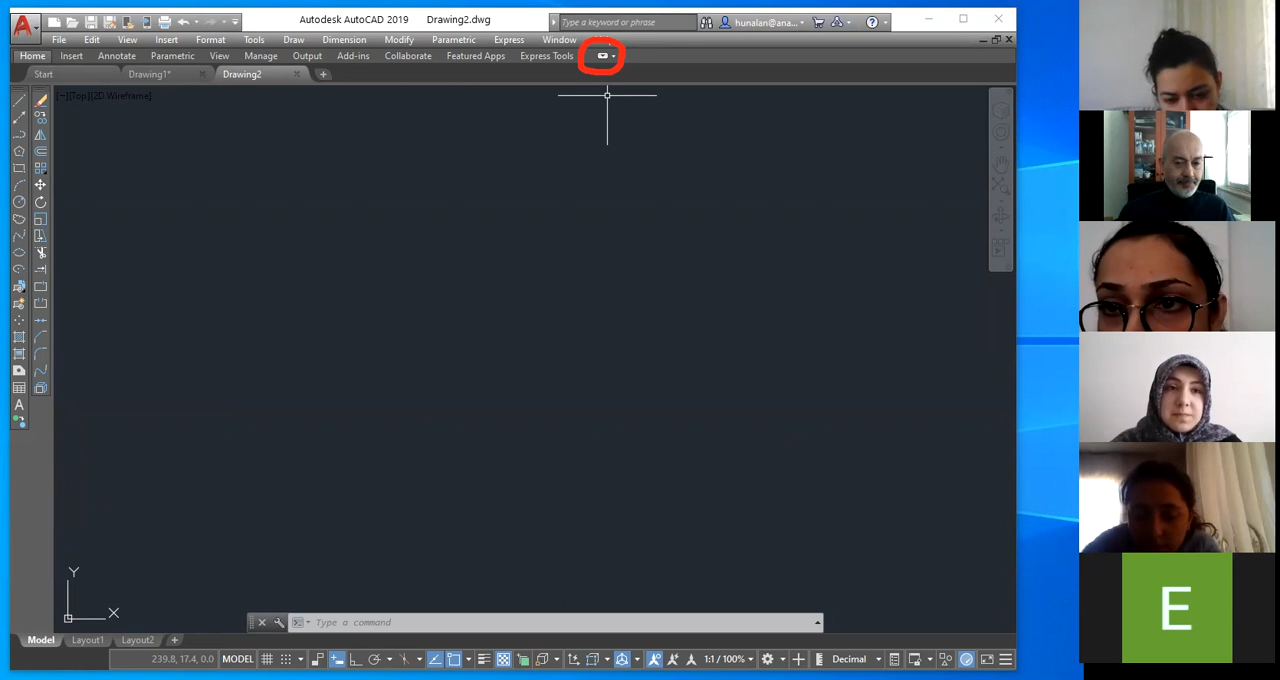 Autodesk AutoCAD 2019 Drawing2.dwg
Type a keyword or phrase
hunalan@ana...
File Edit View Insert Format Tools Draw Dimension Modify Parametric Express Window
Home Insert Annotate Parametric View Manage Output Add-ins Collaborate Featured Apps Express Tools
Start Drawing1* Drawing2
[−][Top][2D Wireframe]
A
Y
X
Type a command
Model Layout1 Layout2
239.8, 17.4, 0.0 MODEL 1:1 / 100% Decimal
E